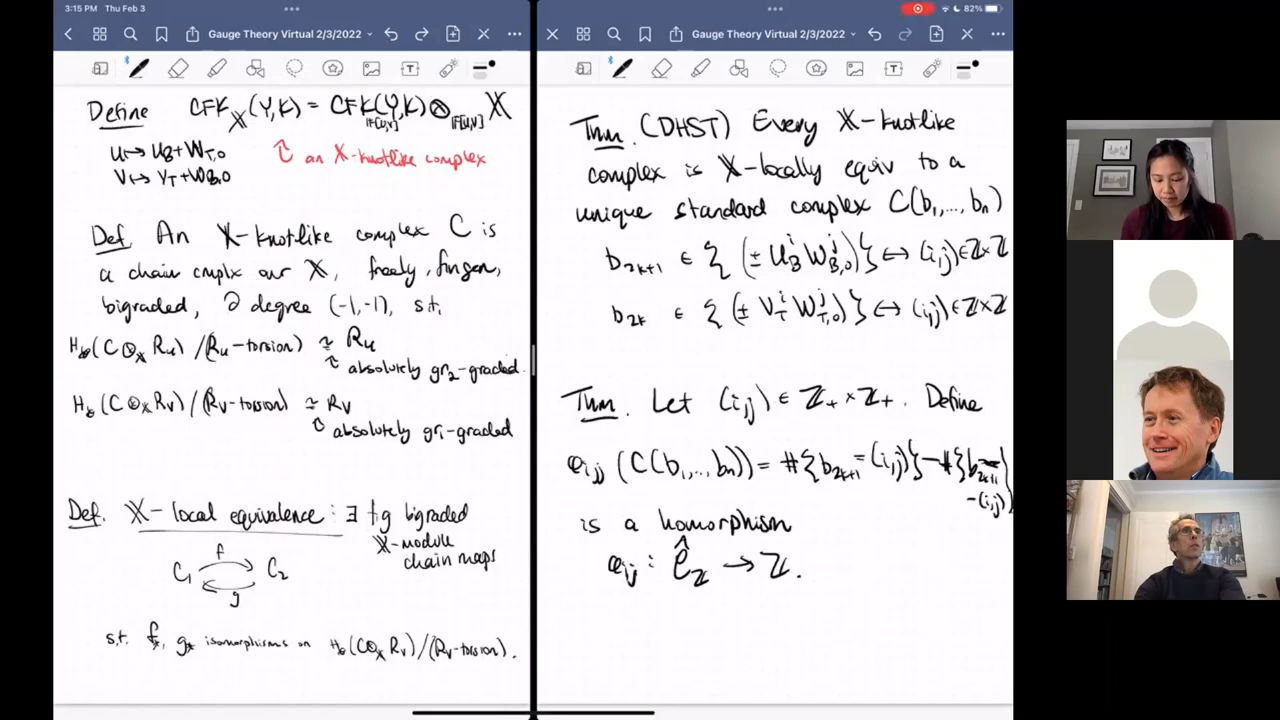 3:15 PM Thu Feb 3
82%
Gauge Theory Virtual 2/3/2022
Gauge Theory Virtual 2/3/2022
Define CFK_𝕏(Y,K) = CFK_{𝔽[U,V]}(Y,K) ⊗_{𝔽[U,V]} 𝕏
U ↦ U_B + W_{T,0}
↑ an 𝕏-knotlike complex
V ↦ V_T + W_{B,0}
Def. An 𝕏-knotlike complex C is
a chain cmplx over 𝕏, freely, fin gen,
bigraded, ∂ degree (-1,-1), s.t.
H_*(C ⊗_𝕏 R_U) / (R_U-torsion) ≅ R_U
↑ absolutely gr_2-graded.
H_*(C ⊗_𝕏 R_V) / (R_V-torsion) ≅ R_V
↑ absolutely gr_1-graded
Def. 𝕏-local equivalence: ∃ f,g bigraded
𝕏-module
chain maps
f
C_1 C_2
g
s.t. f_*, g_* isomorphisms on H_*(C ⊗_𝕏 R_V) / (R_V-torsion).
Thm. (DHST) Every 𝕏-knotlike
complex is 𝕏-locally equiv to a
unique standard complex C(b_1,..., b_n)
b_{2k+1} ∈ { (± U_B^i W_{B,0}^j) } ↔ (i,j) ∈ ℤ×ℤ
b_{2k} ∈ { (± V_T^i W_{T,0}^j) } ↔ (i,j) ∈ ℤ×ℤ
Thm. Let (i,j) ∈ ℤ_+ × ℤ_+. Define
φ_{i,j} (C(b_1,..., b_n)) = #{b_{2k+1} = (i,j)} - #{b_{2k+1} = -(i,j)}
is a homorphism
φ_{i,j} : Ĉ_ℤ → ℤ.